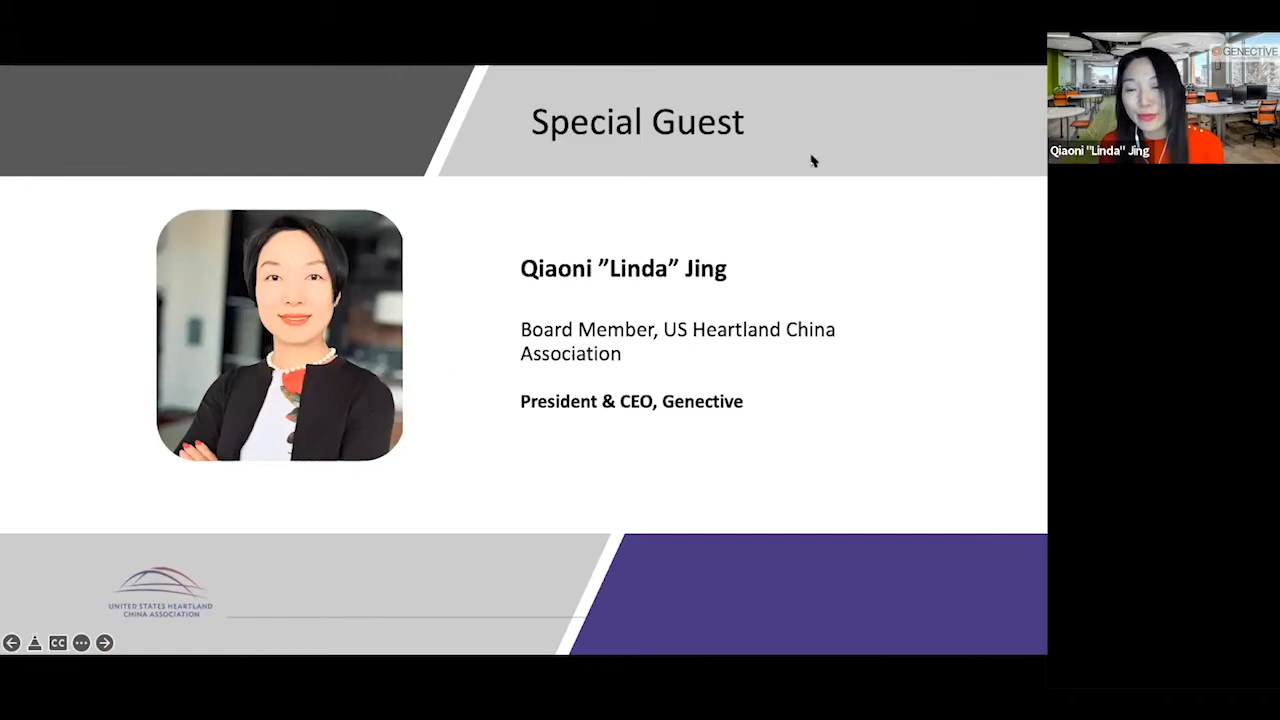 Special Guest
GENECTIVE
Qiaoni "Linda" Jing
Qiaoni ”Linda” Jing
Board Member, US Heartland China
Association
President & CEO, Genective
UNITED STATES HEARTLAND
CHINA ASSOCIATION
CC